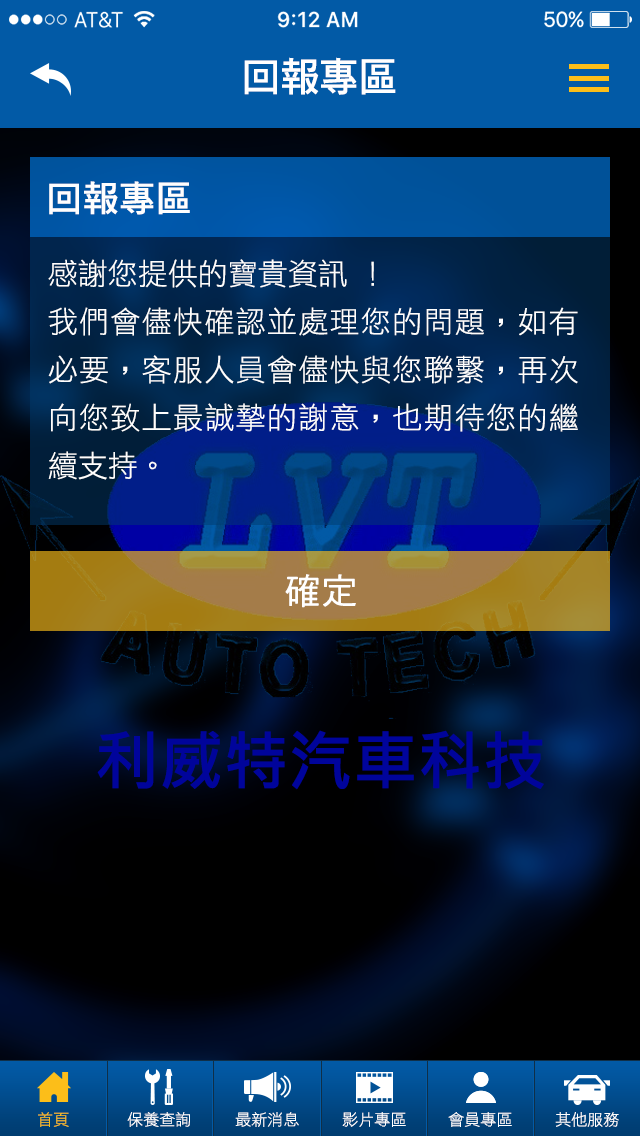 AT&T 9:12 AM 50%
回報專區
回報專區
感謝您提供的寶貴資訊 ！
我們會儘快確認並處理您的問題，如有
必要，客服人員會儘快與您聯繫，再次
向您致上最誠摯的謝意，也期待您的繼
續支持。
LVT
確定
AUTO TECH
利威特汽車科技
首頁 保養查詢 最新消息 影片專區 會員專區 其他服務